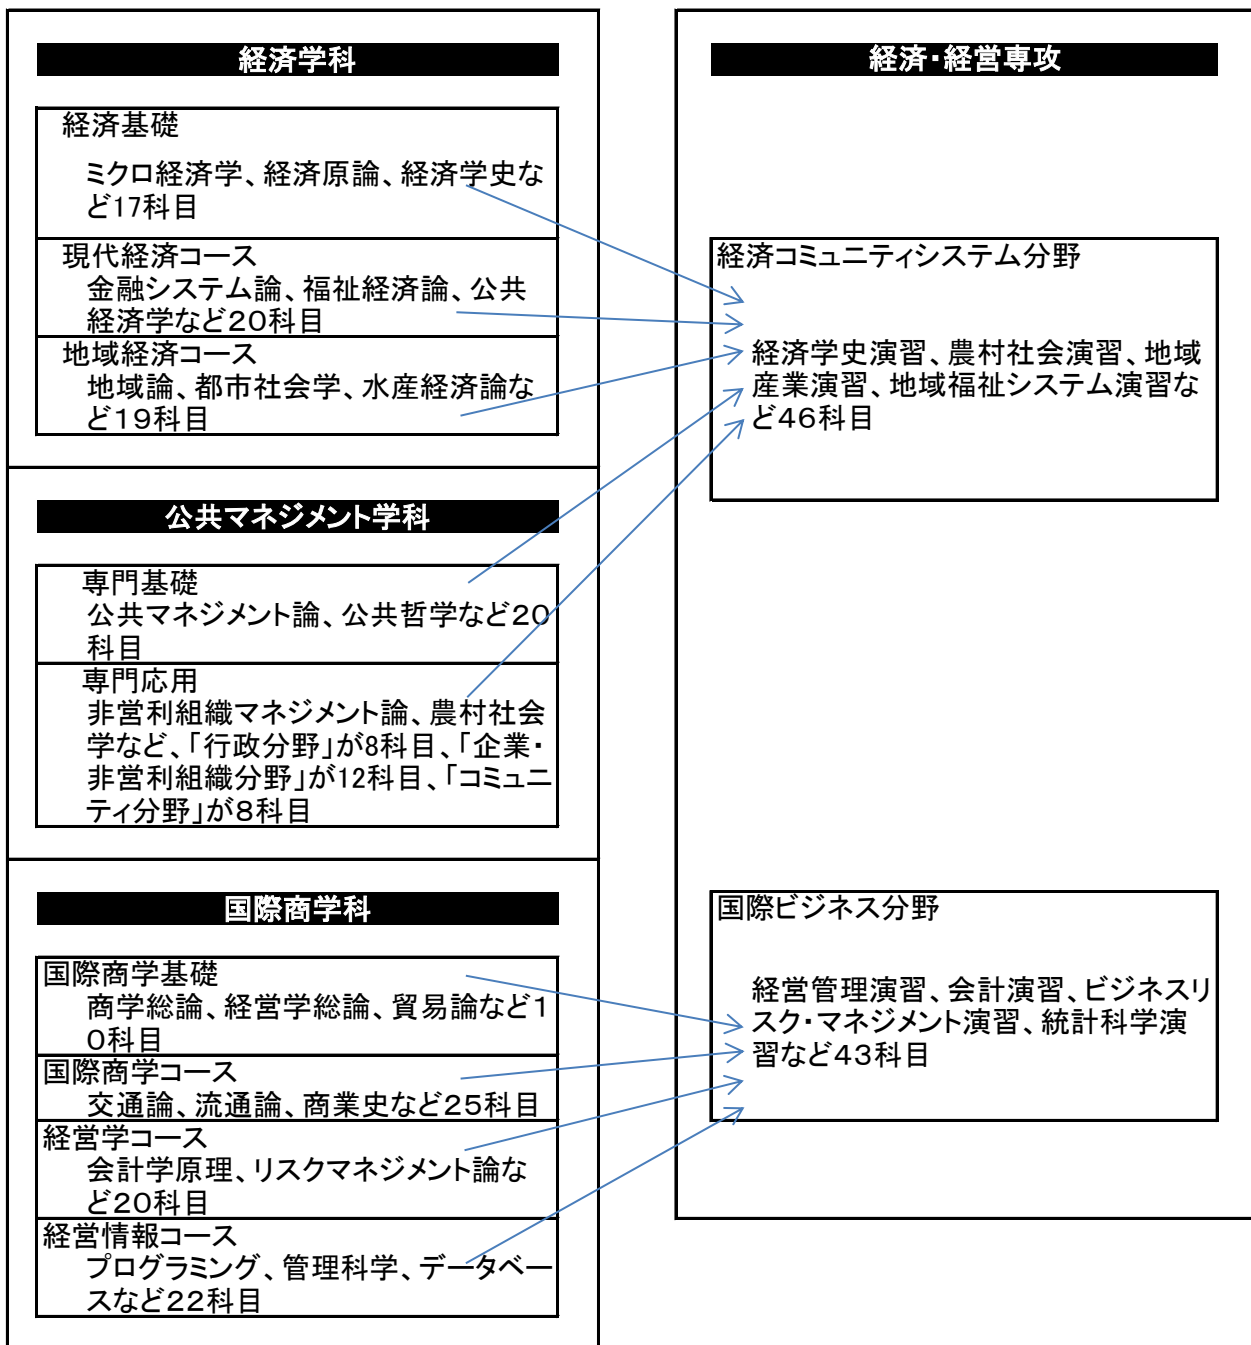 経済学科
経済基礎
ミクロ経済学、経済原論、経済学史な
ど17科目
現代経済コース
金融システム論、福祉経済論、公共
経済学など20科目
地域経済コース
地域論、都市社会学、水産経済論な
ど19科目
公共マネジメント学科
専門基礎
公共マネジメント論、公共哲学など20
科目
専門応用
非営利組織マネジメント論、農村社会
学など、「行政分野」が8科目、「企業・
非営利組織分野」が12科目、「コミュニ
ティ分野」が8科目
国際商学科
国際商学基礎
商学総論、経営学総論、貿易論など1
0科目
国際商学コース
交通論、流通論、商業史など25科目
経営学コース
会計学原理、リスクマネジメント論な
ど20科目
経営情報コース
プログラミング、管理科学、データベー
スなど22科目
経済・経営専攻
経済コミュニティシステム分野
経済学史演習、農村社会演習、地域
産業演習、地域福祉システム演習な
ど46科目
国際ビジネス分野
経営管理演習、会計演習、ビジネスリ
スク・マネジメント演習、統計科学演
習など43科目